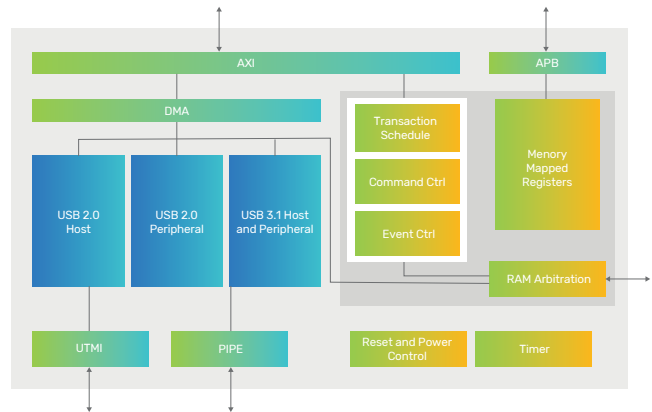 AXI
APB
DMA
Transaction
Schedule
Command Ctrl
Event Ctrl
Menory
Mapped
Registers
USB 2.0
Host
USB 2.0
Peripheral
USB 3.1 Host
and Peripheral
RAM Arbitration
UTMI
PIPE
Reset and Power
Control
Timer